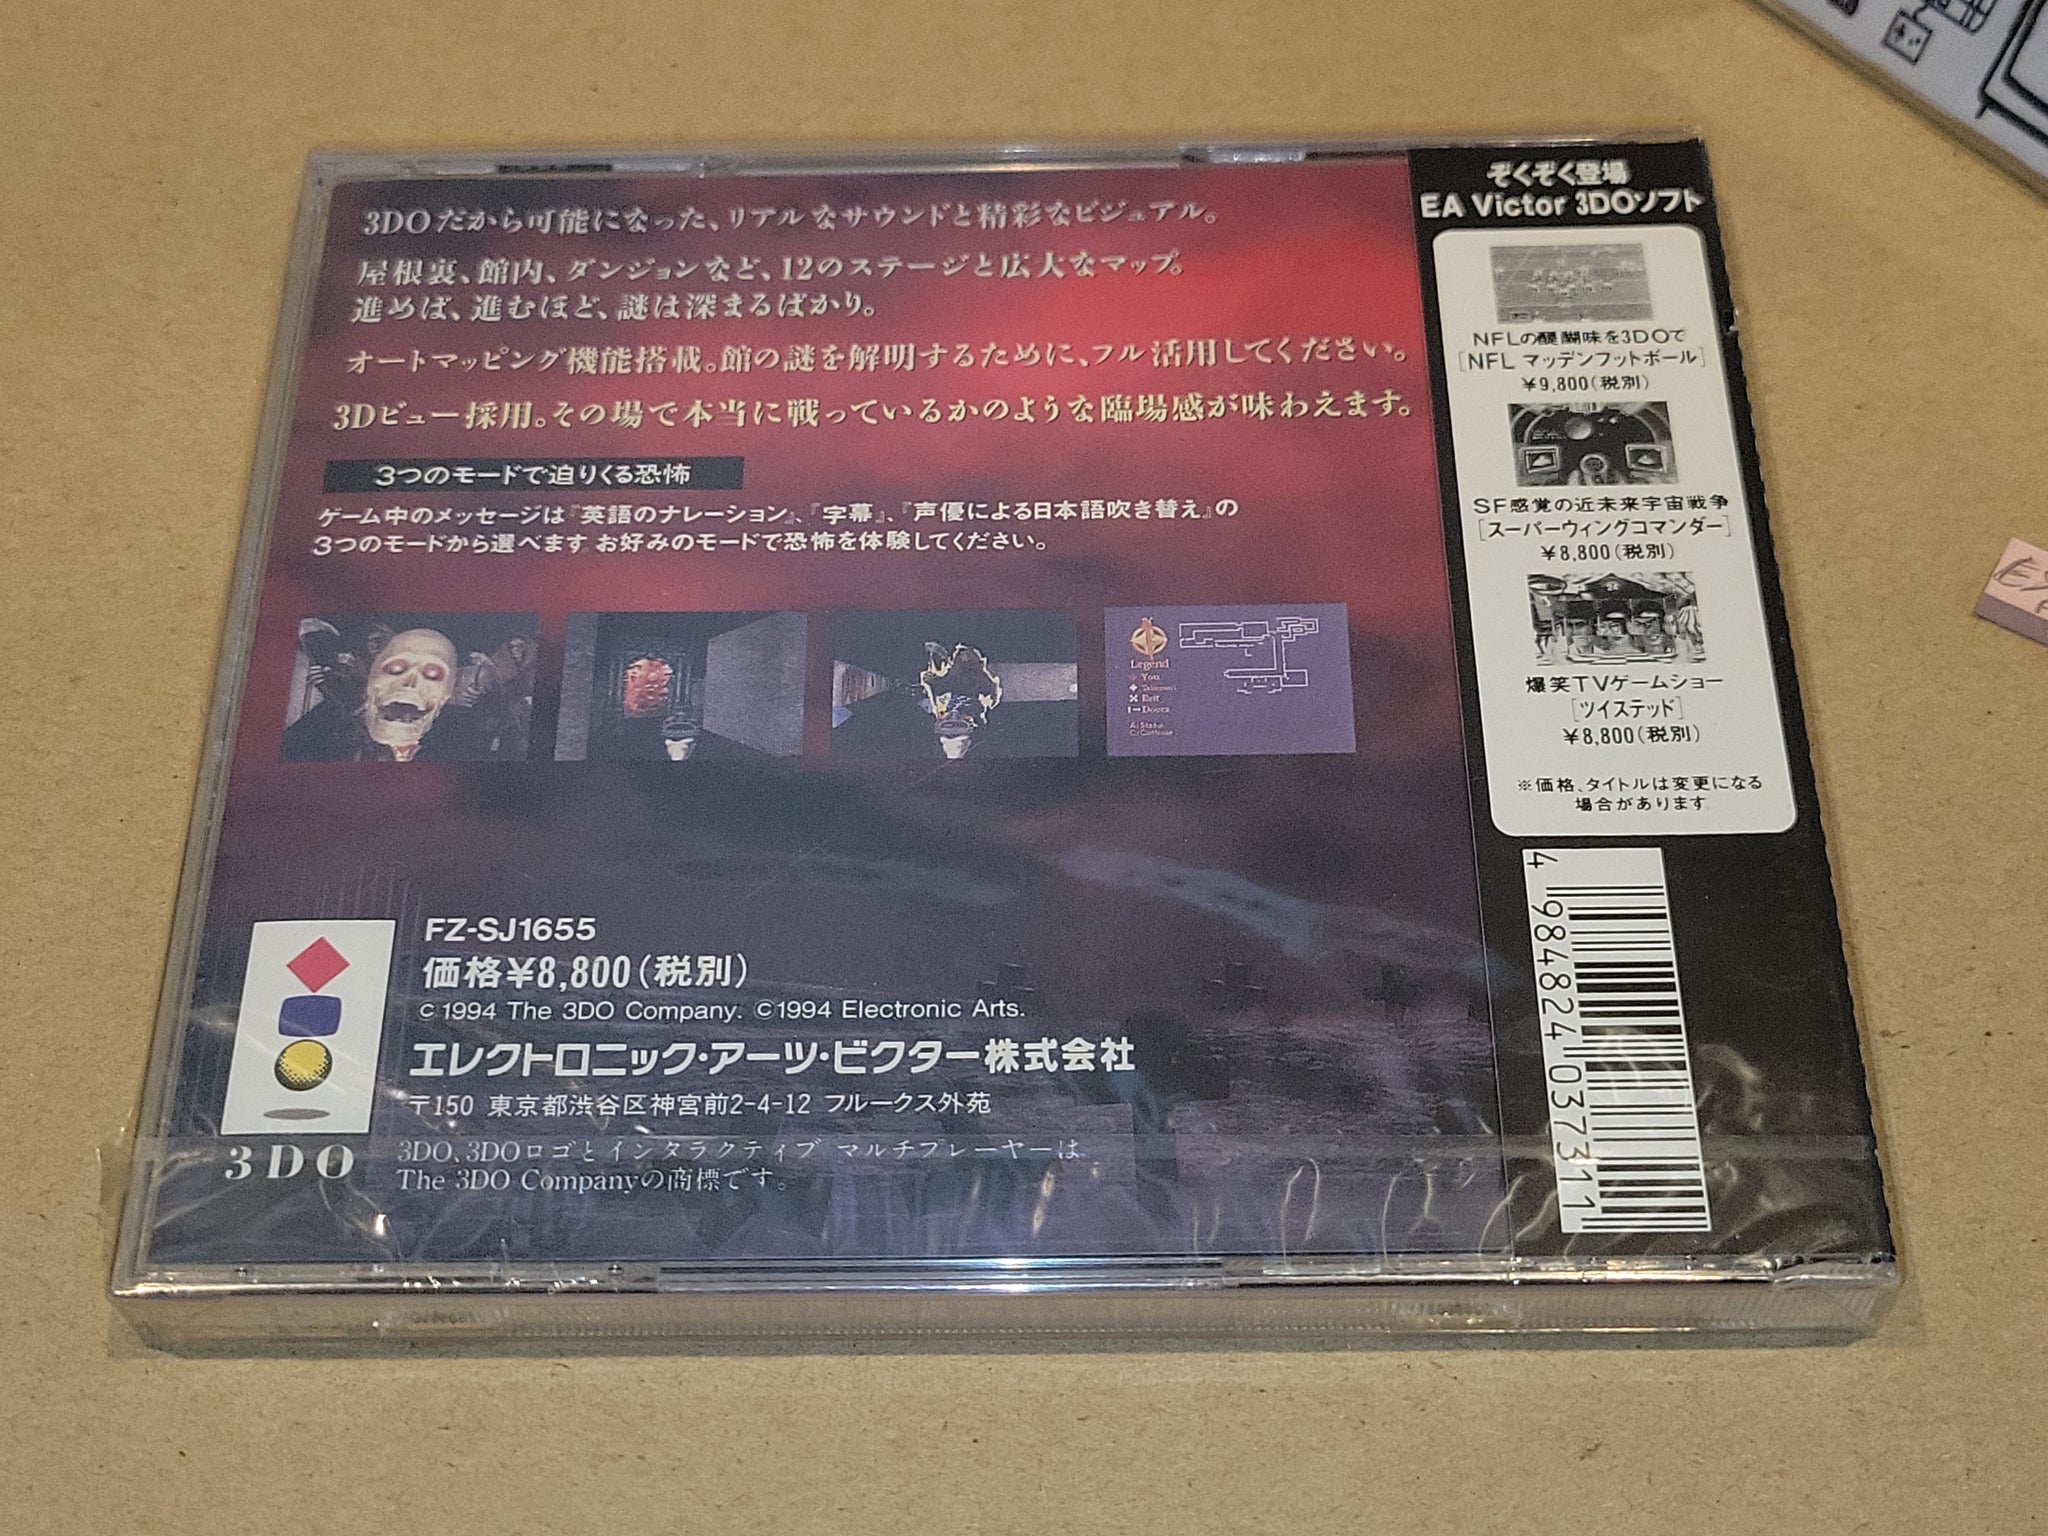 3DOだから可能になった、リアルなサウンドと精彩なビジュアル。
屋根裏、館内、ダンジョンなど、12のステージと広大なマップ。
進めば、進むほど、謎は深まるばかり。
オートマッピング機能搭載。館の謎を解明するために、フル活用してください。
3Dビュー採用。その場で本当に戦っているかのような臨場感が味わえます。
3つのモードで迫りくる恐怖
ゲーム中のメッセージは『英語のナレーション』、『字幕』、『声優による日本語吹き替え』の
3つのモードから選べます お好みのモードで恐怖を体験してください。
Legend
You
Exit
Doors
FZ-SJ1655
価格¥8,800(税別)
©1994 The 3DO Company. ©1994 Electronic Arts.
エレクトロニック・アーツ・ビクター株式会社
〒150 東京都渋谷区神宮前2-4-12 フルークス外苑
3DO、3DOロゴとインタラクティブ マルチプレーヤーは
The 3DO Companyの商標です。
3DO
ぞくぞく登場
EA Victor 3DOソフト
NFLの醍醐味を3DOで
[NFL マッデンフットボール]
¥9,800(税別)
SF感覚の近未来宇宙戦争
[スーパーウィングコマンダー]
¥8,800(税別)
爆笑TVゲームショー
[ツイステッド]
¥8,800(税別)
※価格、タイトルは変更になる
場合があります
4 984824 037311